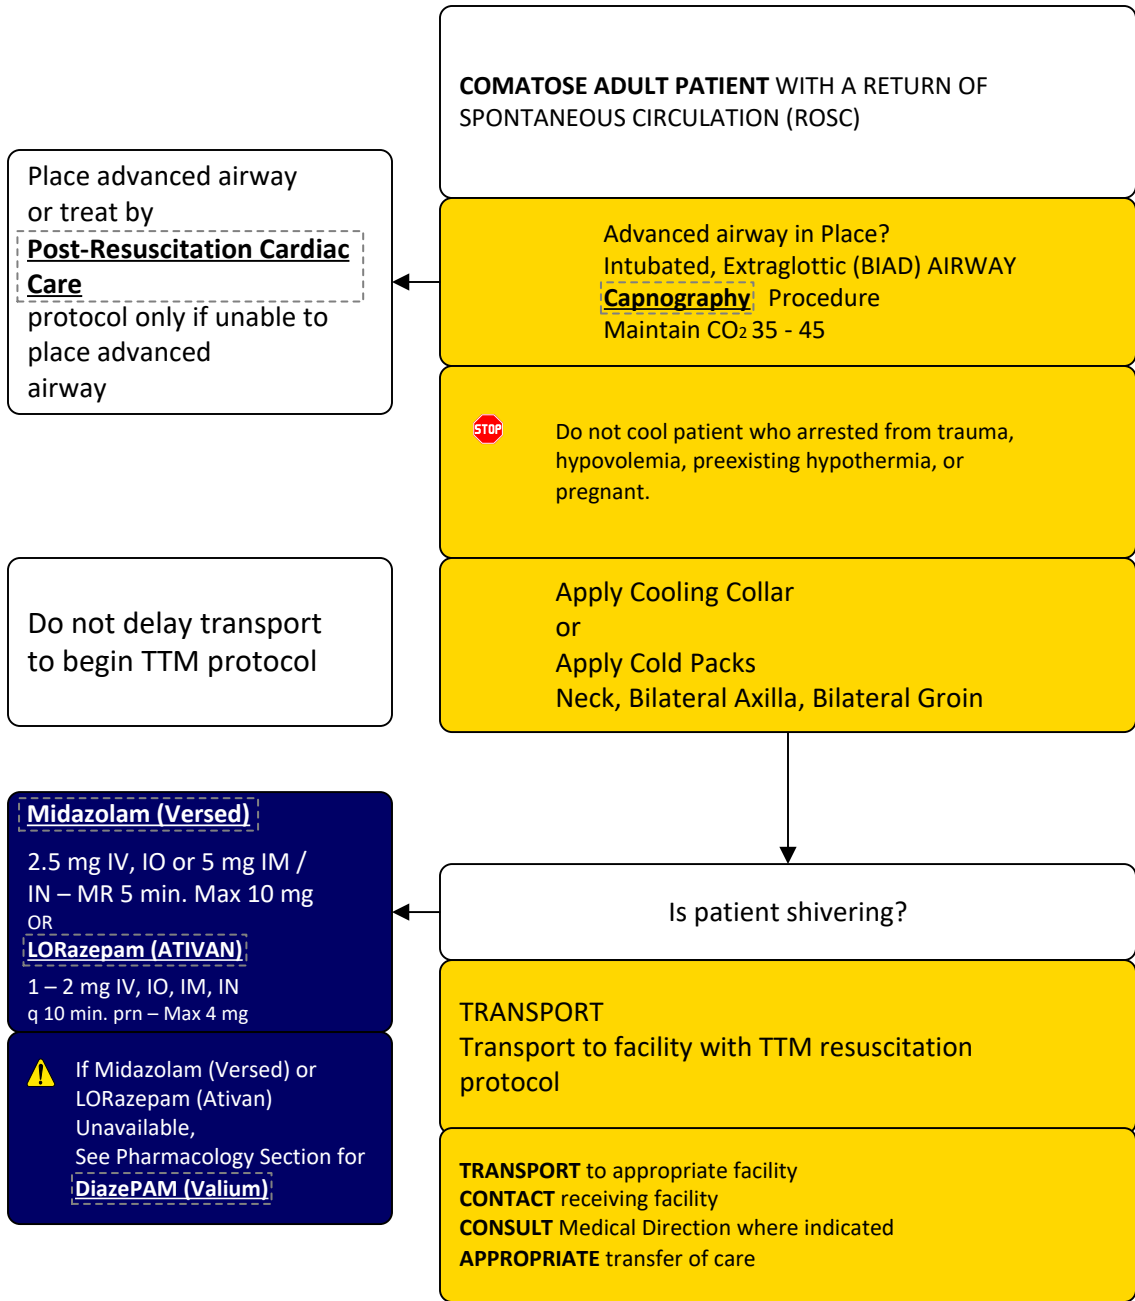 COMATOSE ADULT PATIENT WITH A RETURN OF
SPONTANEOUS CIRCULATION (ROSC)
Place advanced airway
or treat by
Post-Resuscitation Cardiac
Care
protocol only if unable to
place advanced
airway
Advanced airway in Place?
Intubated, Extraglottic (BIAD) AIRWAY
Capnography Procedure
Maintain CO2 35 - 45
STOP
Do not cool patient who arrested from trauma,
hypovolemia, preexisting hypothermia, or
pregnant.
Do not delay transport
to begin TTM protocol
Apply Cooling Collar
or
Apply Cold Packs
Neck, Bilateral Axilla, Bilateral Groin
Midazolam (Versed)
2.5 mg IV, IO or 5 mg IM /
IN – MR 5 min. Max 10 mg
OR
LORazepam (ATIVAN)
1 – 2 mg IV, IO, IM, IN
q 10 min. prn – Max 4 mg
Is patient shivering?
If Midazolam (Versed) or
LORazepam (Ativan)
Unavailable,
See Pharmacology Section for
DiazePAM (Valium)
TRANSPORT
Transport to facility with TTM resuscitation
protocol
TRANSPORT to appropriate facility
CONTACT receiving facility
CONSULT Medical Direction where indicated
APPROPRIATE transfer of care